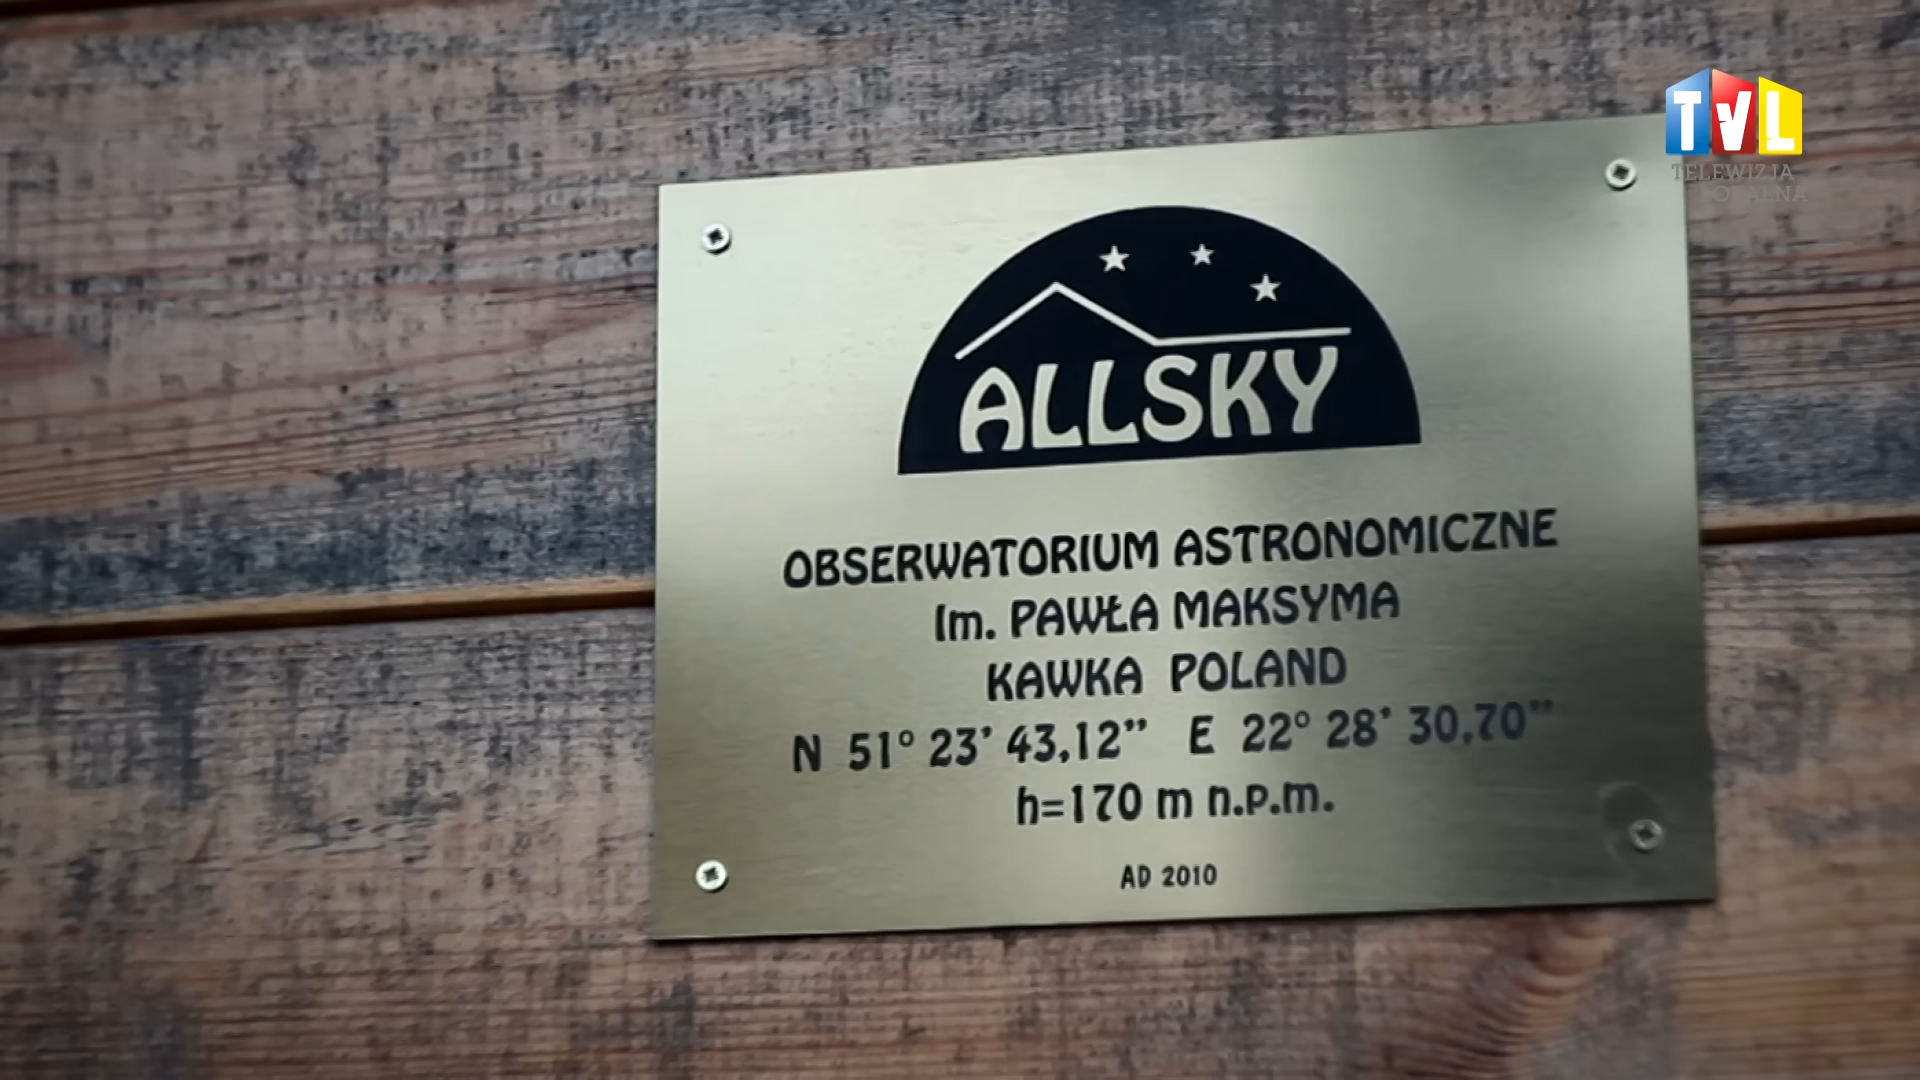 TVL
TELEWIZJA
LOKALNA
ALLSKY
OBSERWATORIUM ASTRONOMICZNE
Im. PAWŁA MAKSYMA
KAWKA POLAND
N 51° 23' 43,12” E 22° 28' 30,70”
h=170 m n.p.m.
AD 2010